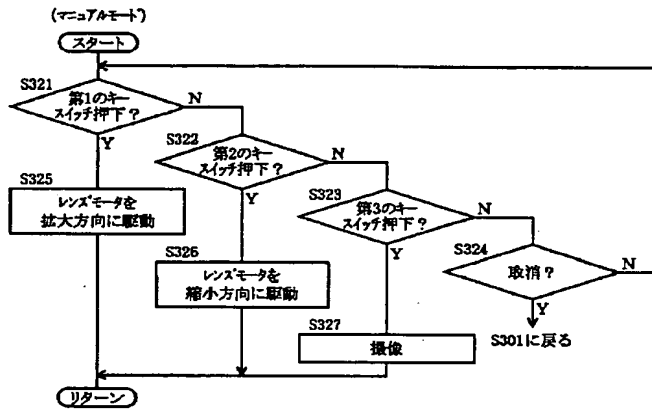 (マニュアルモード)
スタート
S321
第1のキー
スイッチ押下?
N
Y
S322
第2のキー
スイッチ押下?
N
Y
S323
第3のキー
スイッチ押下?
N
Y
S324
取消?
N
Y
S301に戻る
S325
レンズモータを
拡大方向に駆動
S326
レンズモータを
縮小方向に駆動
S327
撮像
リターン